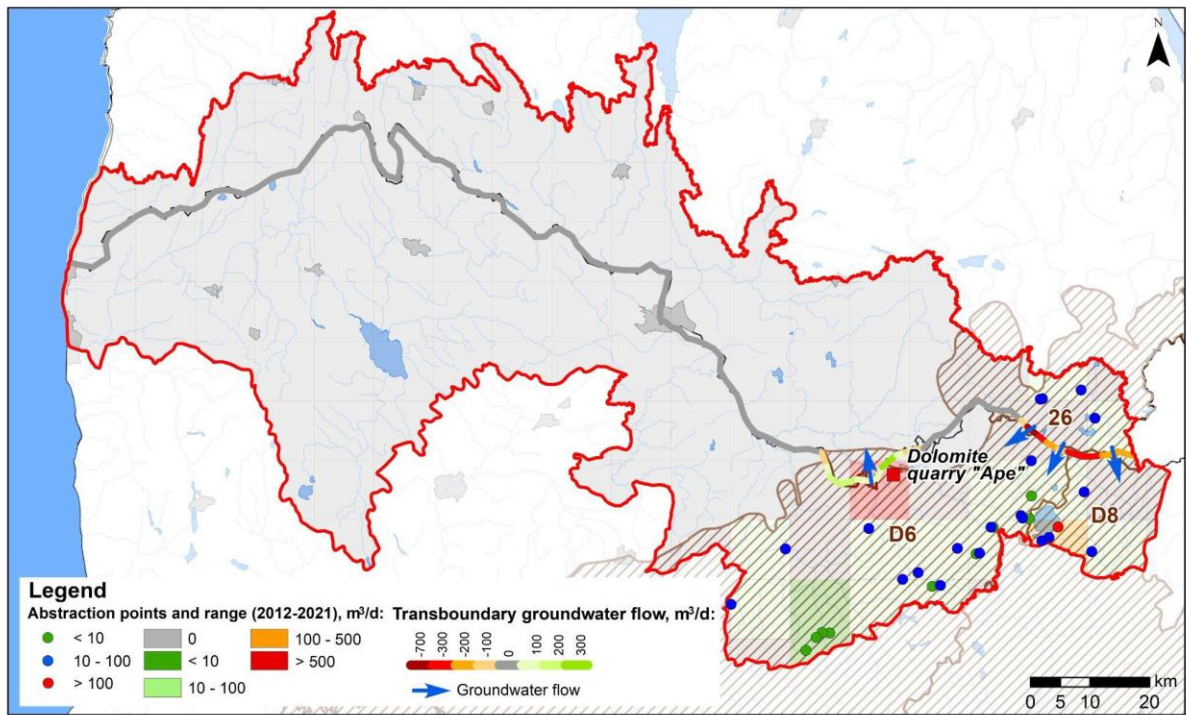 N
26
Dolomite
quarry "Ape"
D6
D8
Legend
Abstraction points and range (2012-2021), m³/d:
< 10
10 - 100
> 100
0
< 10
10 - 100
100 - 500
> 500
Transboundary groundwater flow, m³/d:
-700
-300
-200
-100
0
100
200
300
Groundwater flow
km
0 5 10 20